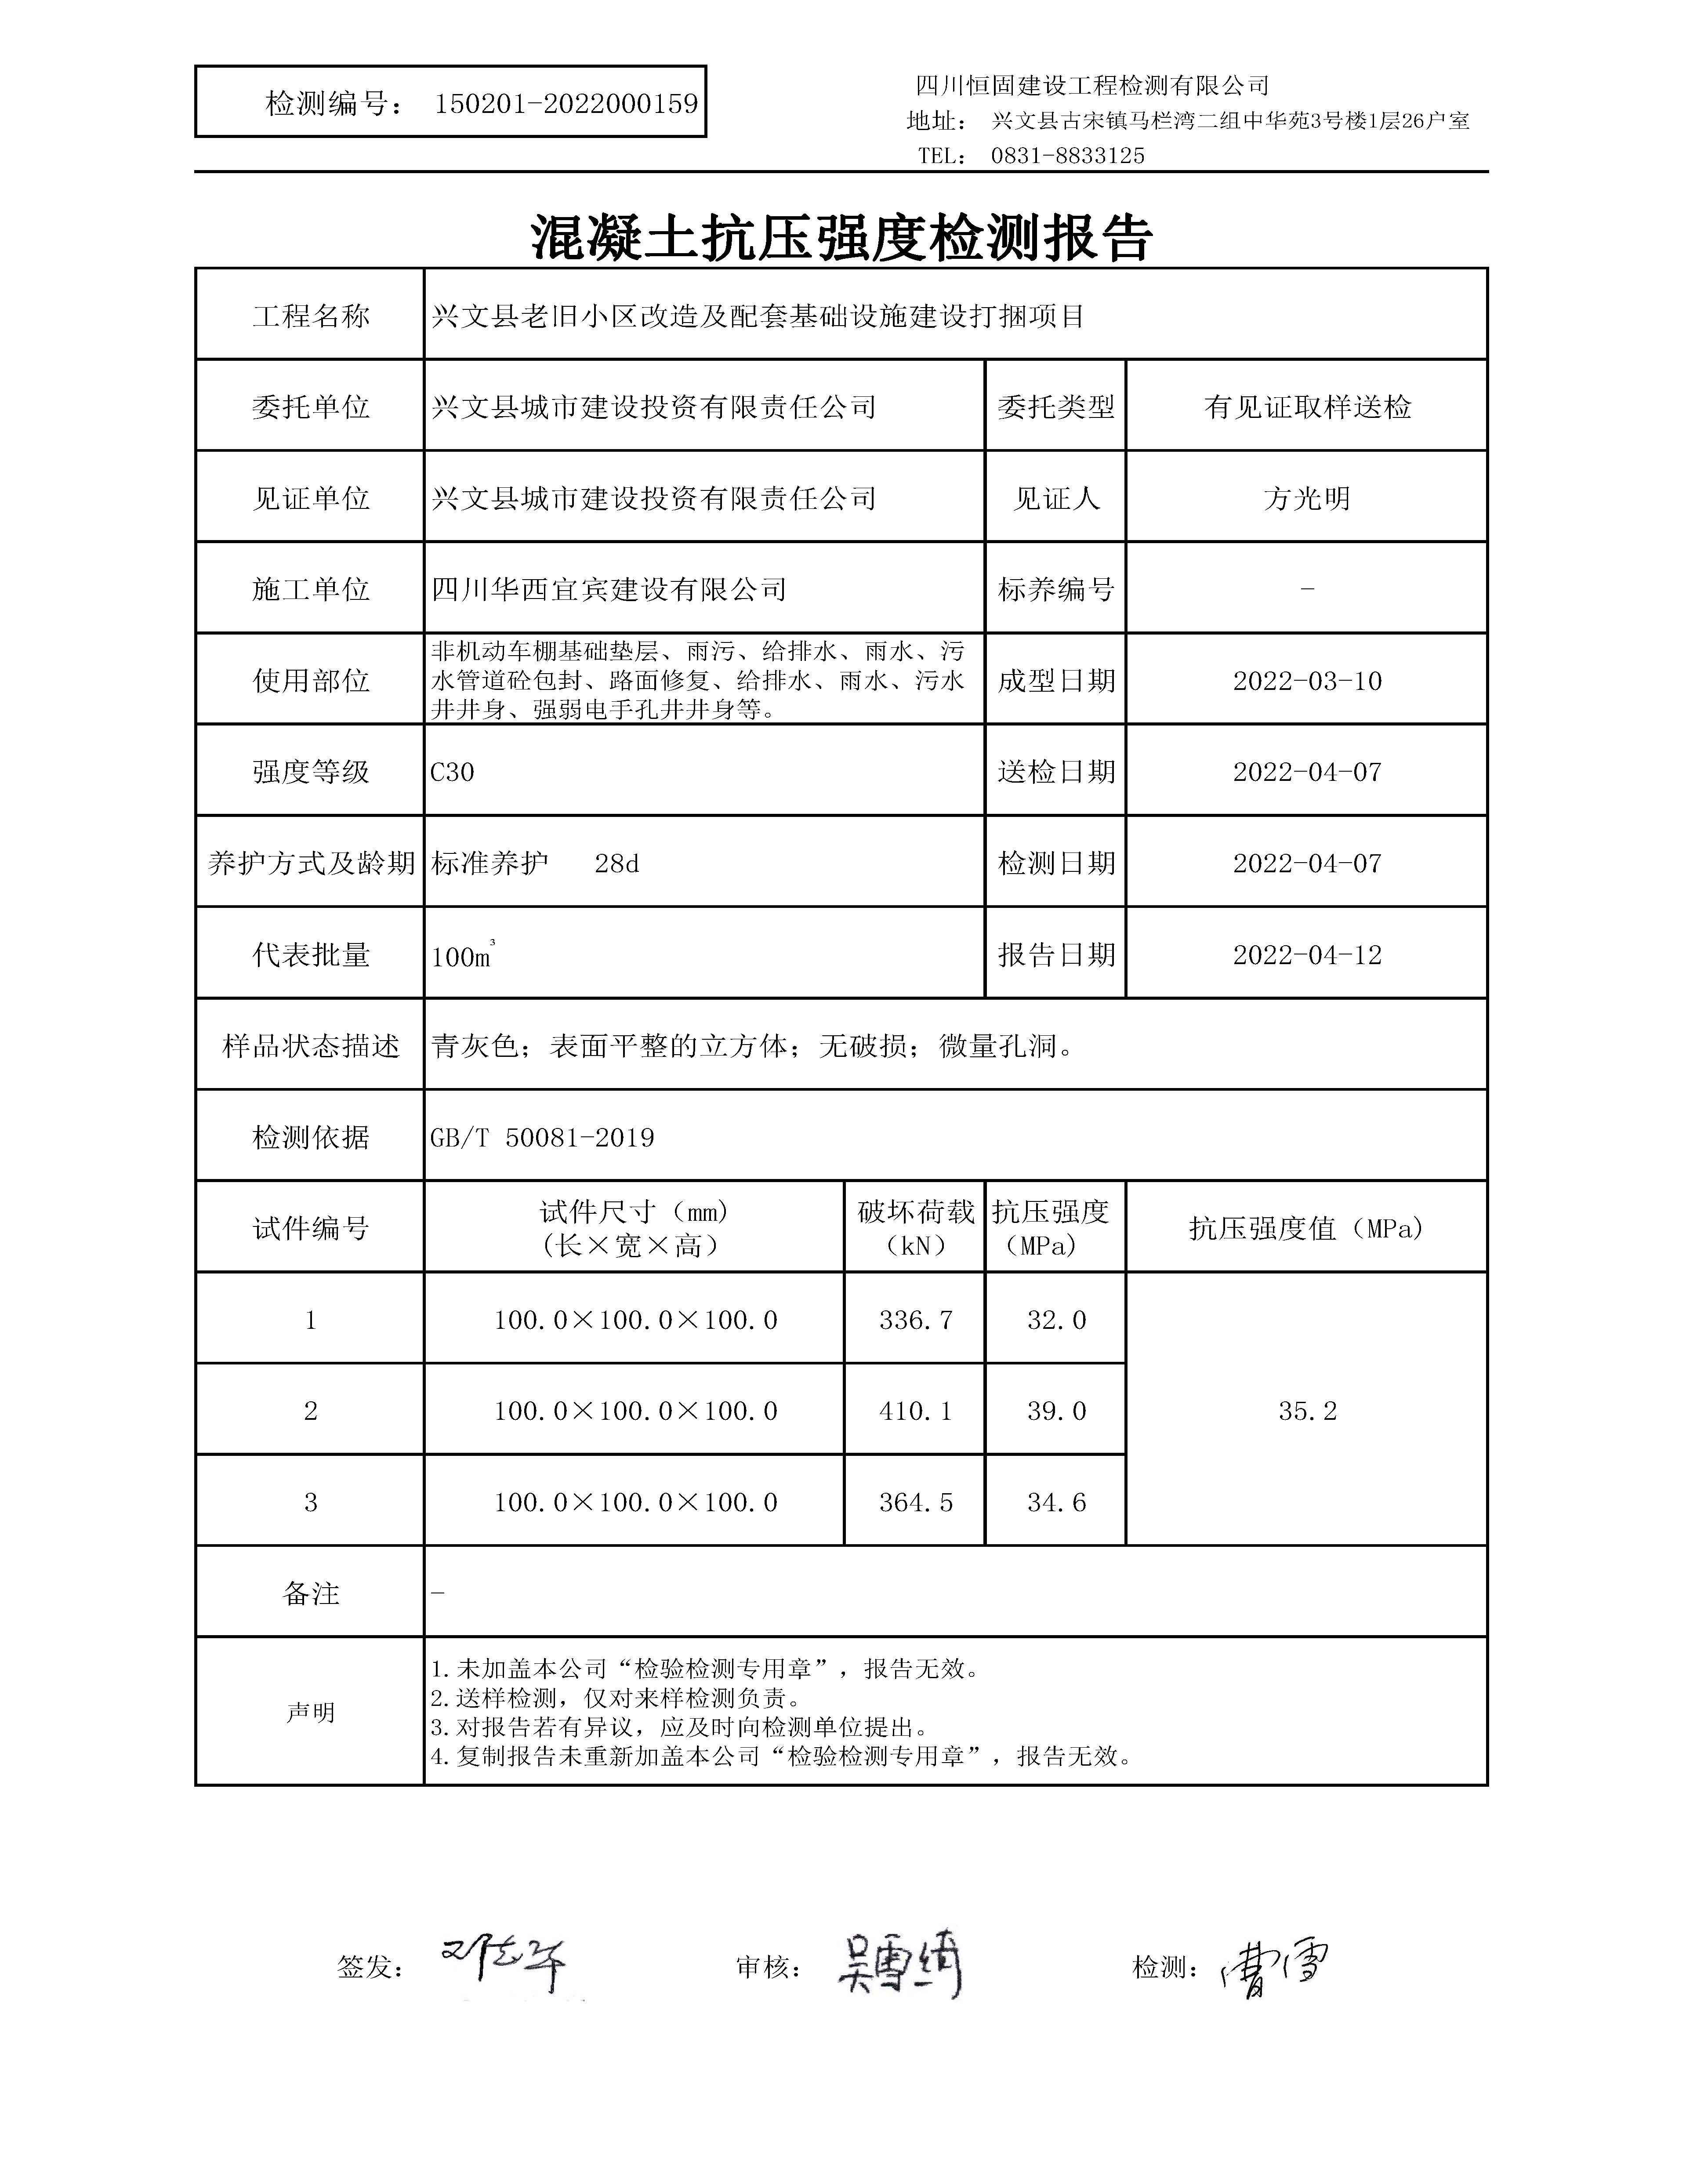 检测编号： 150201-2022000159
四川恒固建设工程检测有限公司
地址： 兴文县古宋镇马栏湾二组中华苑3号楼1层26户室
TEL： 0831-8833125
混凝土抗压强度检测报告
工程名称 兴文县老旧小区改造及配套基础设施建设打捆项目
委托单位 兴文县城市建设投资有限责任公司 委托类型 有见证取样送检
见证单位 兴文县城市建设投资有限责任公司 见证人 方光明
施工单位 四川华西宜宾建设有限公司 标养编号 -
使用部位 非机动车棚基础垫层、雨污、给排水、雨水、污
水管道砼包封、路面修复、给排水、雨水、污水
井井身、强弱电手孔井井身等。
成型日期 2022-03-10
强度等级 C30 送检日期 2022-04-07
养护方式及龄期 标准养护 28d 检测日期 2022-04-07
代表批量 100m³ 报告日期 2022-04-12
样品状态描述 青灰色；表面平整的立方体；无破损；微量孔洞。
检测依据 GB/T 50081-2019
试件编号 试件尺寸（mm)
(长×宽×高）
破坏荷载
（kN）
抗压强度
（MPa)
抗压强度值（MPa)
1 100.0×100.0×100.0 336.7 32.0
2 100.0×100.0×100.0 410.1 39.0 35.2
3 100.0×100.0×100.0 364.5 34.6
备注 -
声明
1.未加盖本公司“检验检测专用章”，报告无效。
2.送样检测，仅对来样检测负责。
3.对报告若有异议，应及时向检测单位提出。
4.复制报告未重新加盖本公司“检验检测专用章”，报告无效。
签发： 审核： 吴雪绮 检测： 曹雪